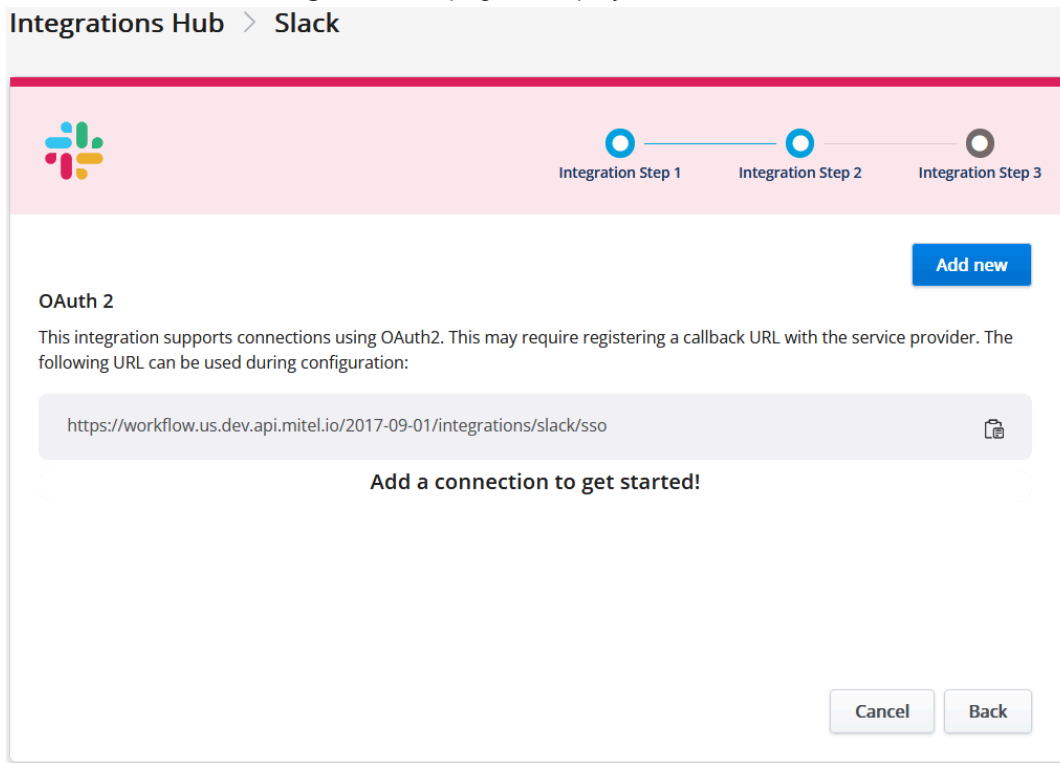 Integrations Hub > Slack
Integration Step 1
Integration Step 2
Integration Step 3
Add new
OAuth 2
This integration supports connections using OAuth2. This may require registering a callback URL with the service provider. The
following URL can be used during configuration:
https://workflow.us.dev.api.mitel.io/2017-09-01/integrations/slack/sso
Add a connection to get started!
Cancel
Back